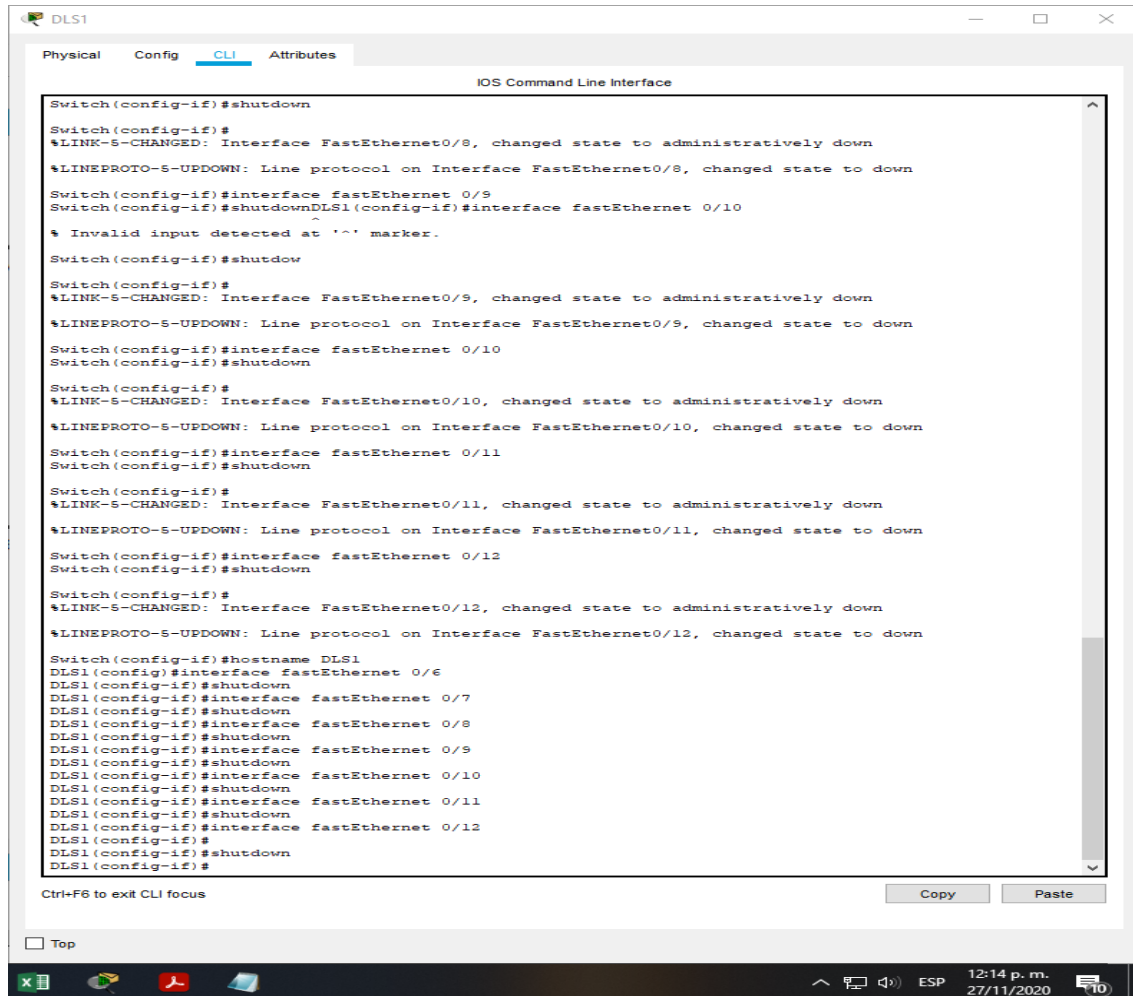 DLS1
Physical Config CLI Attributes
IOS Command Line Interface
Switch(config-if)#shutdown
Switch(config-if)#
%LINK-5-CHANGED: Interface FastEthernet0/8, changed state to administratively down
%LINEPROTO-5-UPDOWN: Line protocol on Interface FastEthernet0/8, changed state to down
Switch(config-if)#interface fastEthernet 0/9
Switch(config-if)#shutdownDLS1(config-if)#interface fastEthernet 0/10
^
% Invalid input detected at '^' marker.
Switch(config-if)#shutdow
Switch(config-if)#
%LINK-5-CHANGED: Interface FastEthernet0/9, changed state to administratively down
%LINEPROTO-5-UPDOWN: Line protocol on Interface FastEthernet0/9, changed state to down
Switch(config-if)#interface fastEthernet 0/10
Switch(config-if)#shutdown
Switch(config-if)#
%LINK-5-CHANGED: Interface FastEthernet0/10, changed state to administratively down
%LINEPROTO-5-UPDOWN: Line protocol on Interface FastEthernet0/10, changed state to down
Switch(config-if)#interface fastEthernet 0/11
Switch(config-if)#shutdown
Switch(config-if)#
%LINK-5-CHANGED: Interface FastEthernet0/11, changed state to administratively down
%LINEPROTO-5-UPDOWN: Line protocol on Interface FastEthernet0/11, changed state to down
Switch(config-if)#interface fastEthernet 0/12
Switch(config-if)#shutdown
Switch(config-if)#
%LINK-5-CHANGED: Interface FastEthernet0/12, changed state to administratively down
%LINEPROTO-5-UPDOWN: Line protocol on Interface FastEthernet0/12, changed state to down
Switch(config-if)#hostname DLS1
DLS1(config)#interface fastEthernet 0/6
DLS1(config-if)#shutdown
DLS1(config-if)#interface fastEthernet 0/7
DLS1(config-if)#shutdown
DLS1(config-if)#interface fastEthernet 0/8
DLS1(config-if)#shutdown
DLS1(config-if)#interface fastEthernet 0/9
DLS1(config-if)#shutdown
DLS1(config-if)#interface fastEthernet 0/10
DLS1(config-if)#shutdown
DLS1(config-if)#interface fastEthernet 0/11
DLS1(config-if)#shutdown
DLS1(config-if)#interface fastEthernet 0/12
DLS1(config-if)#
DLS1(config-if)#shutdown
DLS1(config-if)#
Ctrl+F6 to exit CLI focus
Copy Paste
Top
ESP 12:14 p. m.
27/11/2020
10